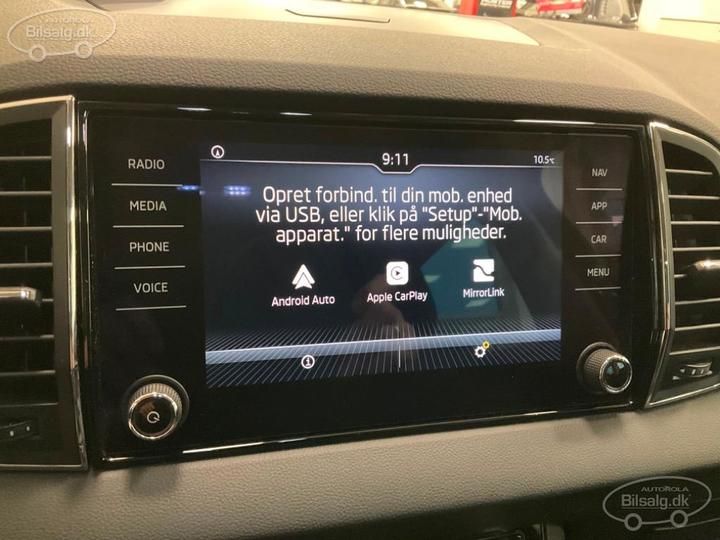 AUTOROLA
Bilsalg.dk
RADIO
MEDIA
PHONE
VOICE
9:11
10.5°C
Opret forbind. til din mob. enhed
via USB, eller klik på "Setup"-"Mob.
apparat." for flere muligheder.
Android Auto
Apple CarPlay
MirrorLink
NAV
APP
CAR
MENU
AUTOROLA
Bilsalg.dk